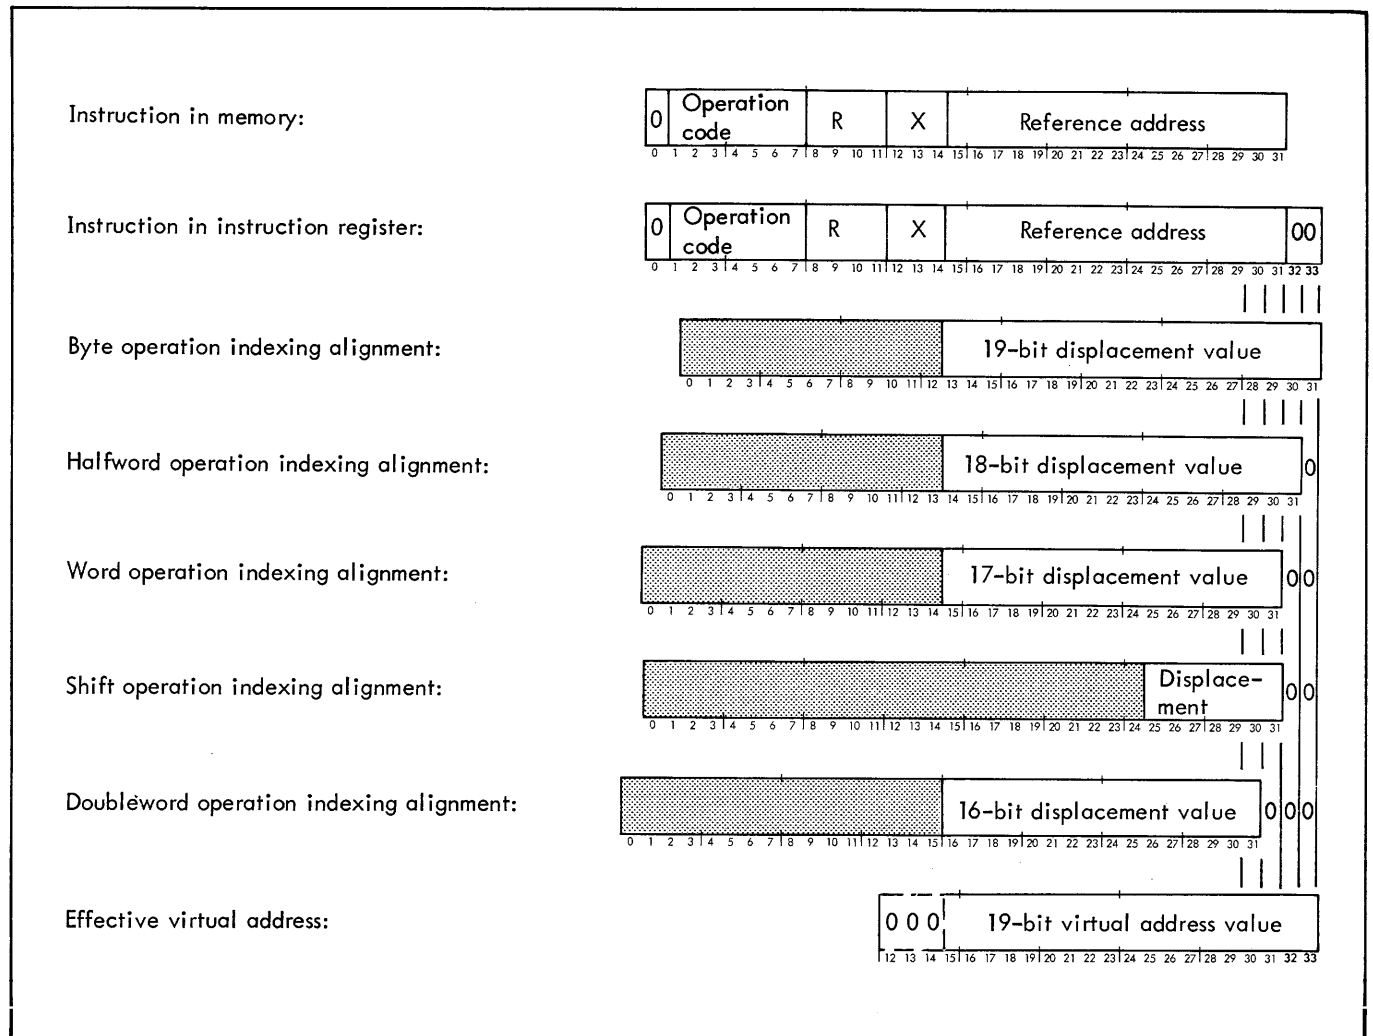 Instruction in memory:
0 Operation code R X Reference address
0 1 2 3 4 5 6 7 8 9 10 11 12 13 14 15 16 17 18 19 20 21 22 23 24 25 26 27 28 29 30 31
Instruction in instruction register:
0 Operation code R X Reference address 00
0 1 2 3 4 5 6 7 8 9 10 11 12 13 14 15 16 17 18 19 20 21 22 23 24 25 26 27 28 29 30 31 32 33
Byte operation indexing alignment:
19-bit displacement value
0 1 2 3 4 5 6 7 8 9 10 11 12 13 14 15 16 17 18 19 20 21 22 23 24 25 26 27 28 29 30 31
Halfword operation indexing alignment:
18-bit displacement value 0
0 1 2 3 4 5 6 7 8 9 10 11 12 13 14 15 16 17 18 19 20 21 22 23 24 25 26 27 28 29 30 31
Word operation indexing alignment:
17-bit displacement value 00
0 1 2 3 4 5 6 7 8 9 10 11 12 13 14 15 16 17 18 19 20 21 22 23 24 25 26 27 28 29 30 31
Shift operation indexing alignment:
Displace-
ment 00
0 1 2 3 4 5 6 7 8 9 10 11 12 13 14 15 16 17 18 19 20 21 22 23 24 25 26 27 28 29 30 31
Doubleword operation indexing alignment:
16-bit displacement value 000
0 1 2 3 4 5 6 7 8 9 10 11 12 13 14 15 16 17 18 19 20 21 22 23 24 25 26 27 28 29 30 31
Effective virtual address:
0 0 0 19-bit virtual address value
12 13 14 15 16 17 18 19 20 21 22 23 24 25 26 27 28 29 30 31 32 33